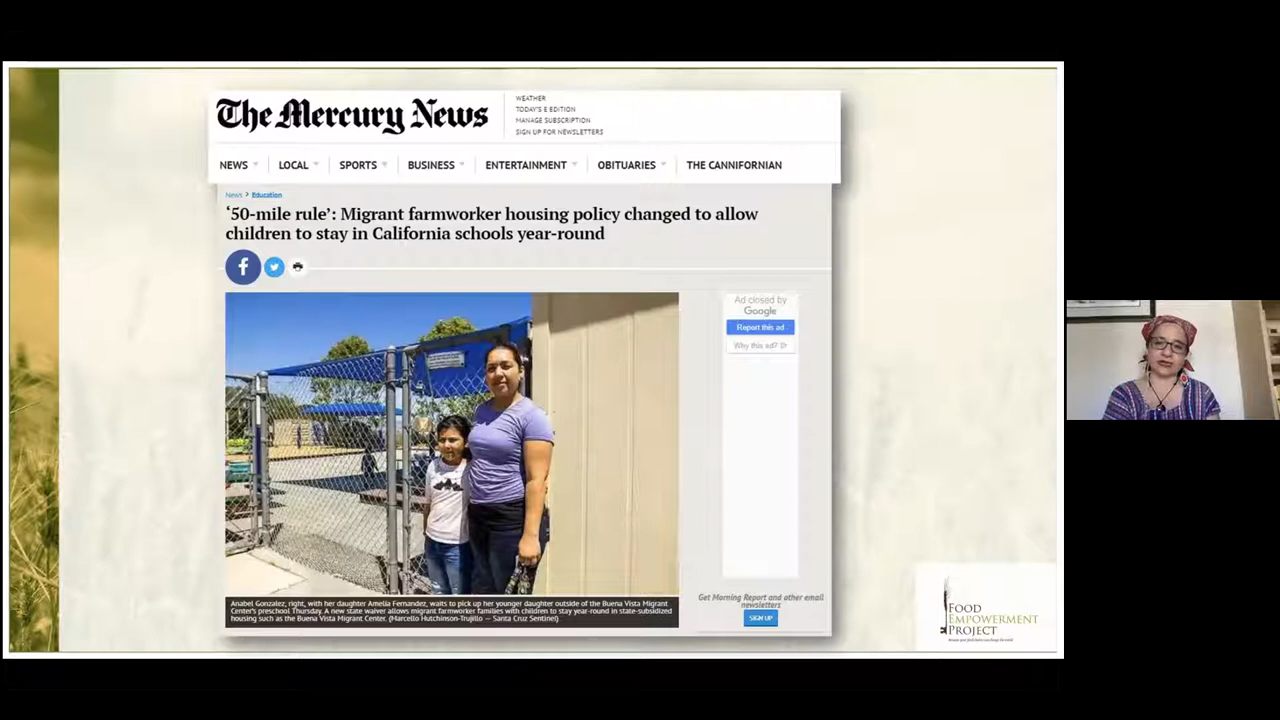 The Mercury News
WEATHER
TODAY'S E EDITION
MANAGE SUBSCRIPTION
SIGN UP FOR NEWSLETTERS
NEWS
LOCAL
SPORTS
BUSINESS
ENTERTAINMENT
OBITUARIES
THE CANNIFORNIAN
News > Education
‘50-mile rule’: Migrant farmworker housing policy changed to allow
children to stay in California schools year-round
f
Ad closed by
Google
Report this ad
Why this ad?
Anabel Gonzalez, right, with her daughter Amelia Fernandez, waits to pick up her younger daughter outside of the Buena Vista Migrant
Center's preschool Thursday. A new state waiver allows migrant farmworker families with children to stay year-round in state-subsidized
housing such as the Buena Vista Migrant Center. (Marcello Hutchinson-Trujillo — Santa Cruz Sentinel)
Get Morning Report and other email
newsletters
SIGN UP
FOOD
EMPOWERMENT
PROJECT